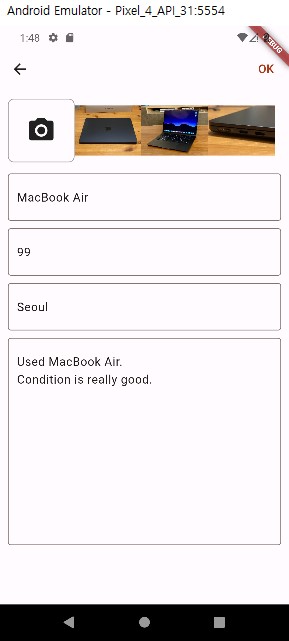 Android Emulator - Pixel_4_API_31:5554
1:48
DEBUG
OK
MacBook Air
99
Seoul
Used MacBook Air.
Condition is really good.